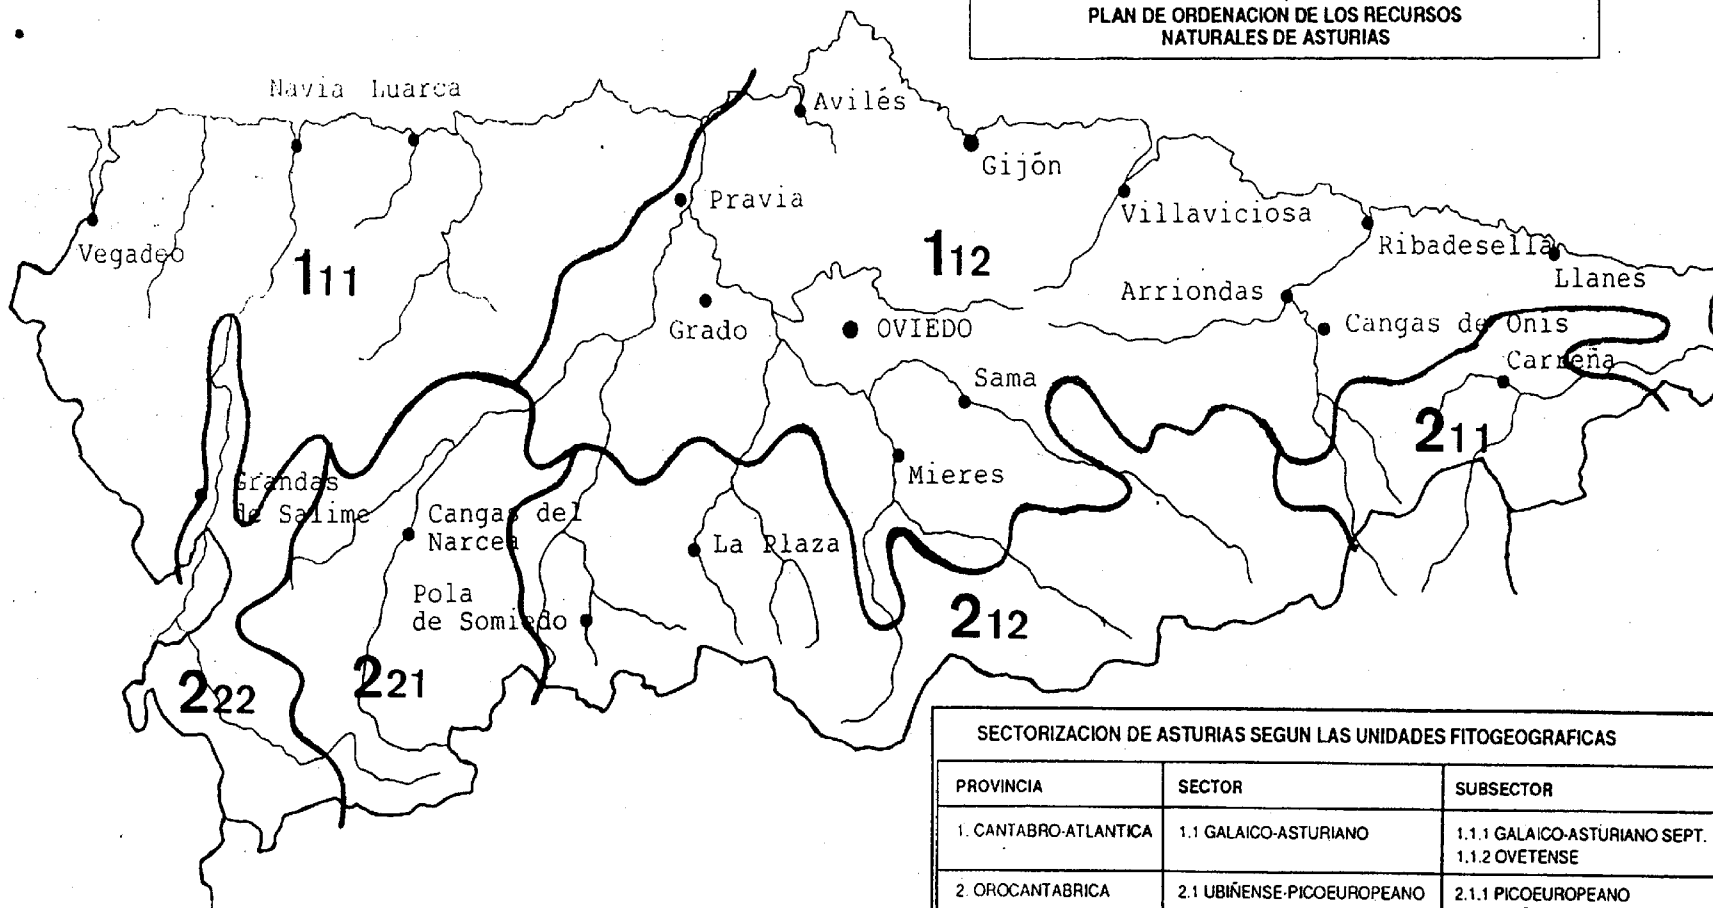 PLAN DE ORDENACION DE LOS RECURSOS
NATURALES DE ASTURIAS
Navia Luarca
Avilés
Gijón
Pravia
Villaviciosa
Vegadeo
Ribadesella
Llanes
111
112
Arriondas
Grado
OVIEDO
Cangas de Onis
Carreña
Sama
211
Mieres
Grandas
de Salime
Cangas del
Narcea
La Plaza
Pola
de Somiedo
212
222
221
SECTORIZACION DE ASTURIAS SEGUN LAS UNIDADES FITOGEOGRAFICAS
PROVINCIA SECTOR SUBSECTOR
1. CANTABRO-ATLANTICA 1.1 GALAICO-ASTURIANO 1.1.1 GALAICO-ASTURIANO SEPT.
1.1.2 OVETENSE
2. OROCANTABRICA 2.1 UBIÑENSE-PICOEUROPEANO 2.1.1 PICOEUROPEANO